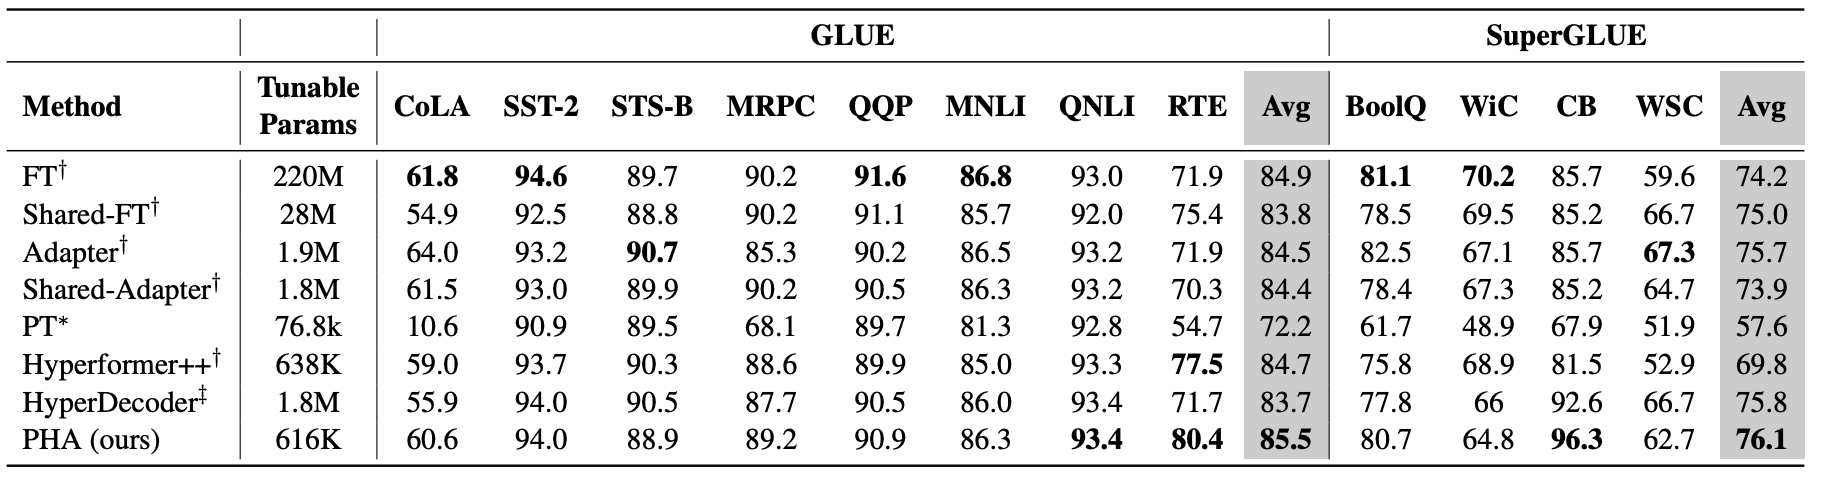 GLUE SuperGLUE
Method Tunable Params CoLA SST-2 STS-B MRPC QQP MNLI QNLI RTE Avg BoolQ WiC CB WSC Avg
FT† 220M 61.8 94.6 89.7 90.2 91.6 86.8 93.0 71.9 84.9 81.1 70.2 85.7 59.6 74.2
Shared-FT† 28M 54.9 92.5 88.8 90.2 91.1 85.7 92.0 75.4 83.8 78.5 69.5 85.2 66.7 75.0
Adapter† 1.9M 64.0 93.2 90.7 85.3 90.2 86.5 93.2 71.9 84.5 82.5 67.1 85.7 67.3 75.7
Shared-Adapter† 1.8M 61.5 93.0 89.9 90.2 90.5 86.3 93.2 70.3 84.4 78.4 67.3 85.2 64.7 73.9
PT* 76.8k 10.6 90.9 89.5 68.1 89.7 81.3 92.8 54.7 72.2 61.7 48.9 67.9 51.9 57.6
Hyperformer++† 638K 59.0 93.7 90.3 88.6 89.9 85.0 93.3 77.5 84.7 75.8 68.9 81.5 52.9 69.8
HyperDecoder‡ 1.8M 55.9 94.0 90.5 87.7 90.5 86.0 93.4 71.7 83.7 77.8 66 92.6 66.7 75.8
PHA (ours) 616K 60.6 94.0 88.9 89.2 90.9 86.3 93.4 80.4 85.5 80.7 64.8 96.3 62.7 76.1